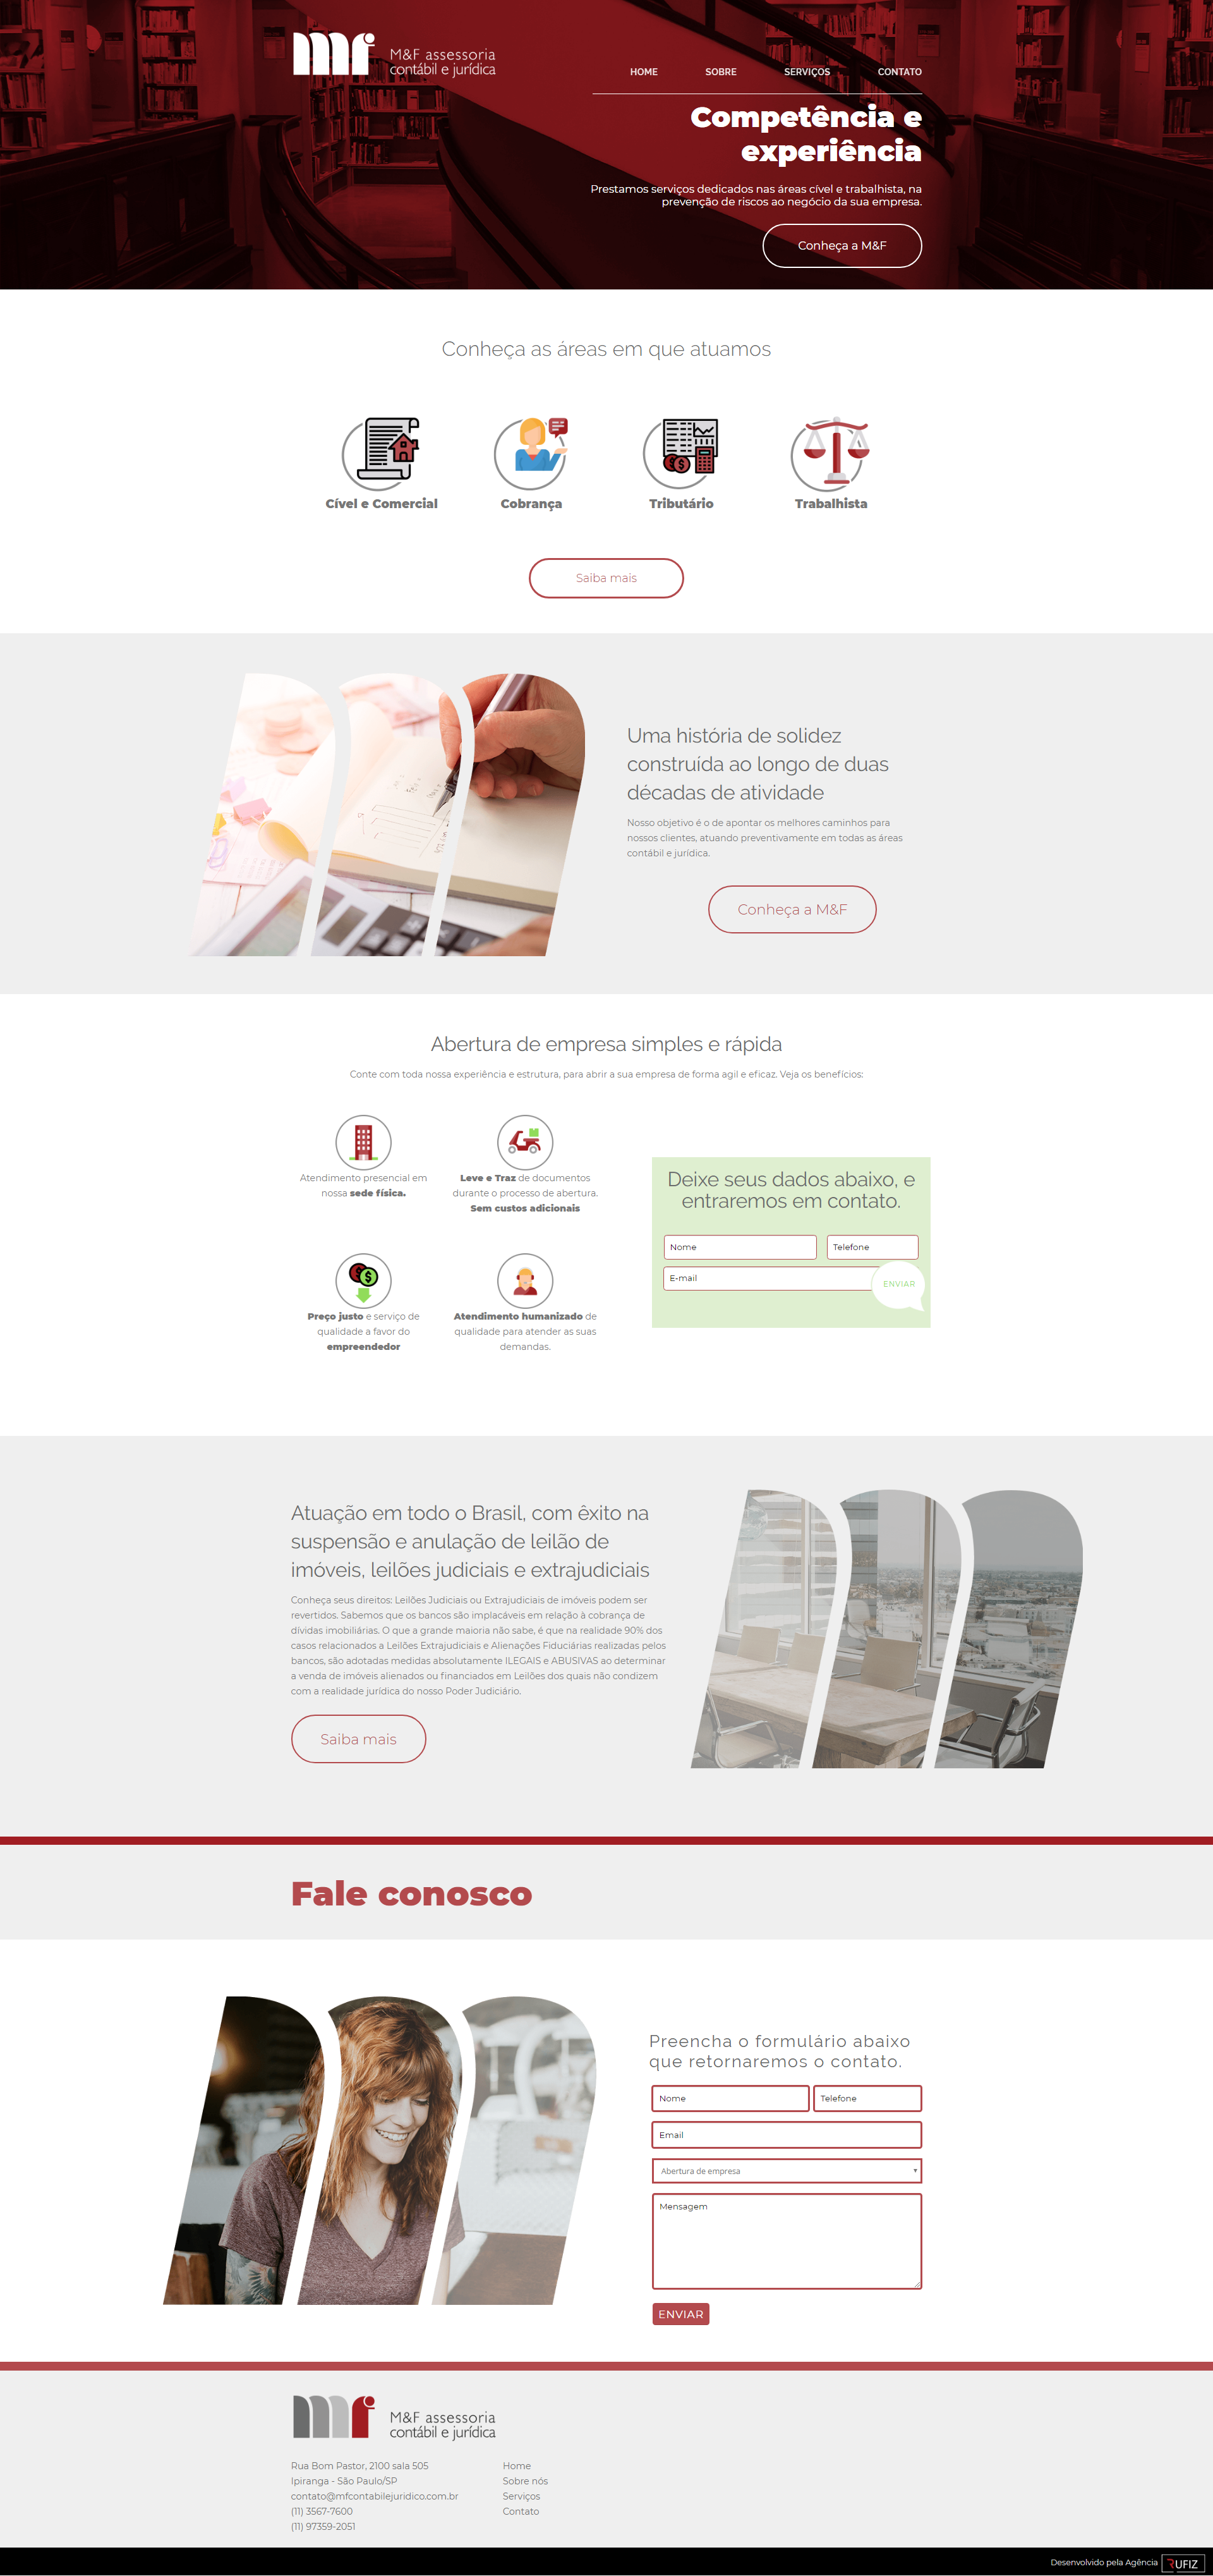 mf
M&F assessoria
contábil e jurídica
HOME SOBRE SERVIÇOS CONTATO
Competência e
experiência
Prestamos serviços dedicados nas áreas cível e trabalhista, na
prevenção de riscos ao negócio da sua empresa.
Conheça a M&F
Conheça as áreas em que atuamos
Cível e Comercial Cobrança Tributário Trabalhista
Saiba mais
Uma história de solidez
construída ao longo de duas
décadas de atividade
Nosso objetivo é o de apontar os melhores caminhos para
nossos clientes, atuando preventivamente em todas as áreas
contábil e jurídica.
Conheça a M&F
Abertura de empresa simples e rápida
Conte com toda nossa experiência e estrutura, para abrir a sua empresa de forma agil e eficaz. Veja os benefícios:
Atendimento presencial em
nossa sede física.
Leve e Traz de documentos
durante o processo de abertura.
Sem custos adicionais
Preço justo e serviço de
qualidade a favor do
empreendedor
Atendimento humanizado de
qualidade para atender as suas
demandas.
Deixe seus dados abaixo, e
entraremos em contato.
Nome Telefone
E-mail
ENVIAR
Atuação em todo o Brasil, com êxito na
suspensão e anulação de leilão de
imóveis, leilões judiciais e extrajudiciais
Conheça seus direitos: Leilões Judiciais ou Extrajudiciais de imóveis podem ser
revertidos. Sabemos que os bancos são implacáveis em relação à cobrança de
dívidas imobiliárias. O que a grande maioria não sabe, é que na realidade 90% dos
casos relacionados a Leilões Extrajudiciais e Alienações Fiduciárias realizadas pelos
bancos, são adotadas medidas absolutamente ILEGAIS e ABUSIVAS ao determinar
a venda de imóveis alienados ou financiados em Leilões dos quais não condizem
com a realidade jurídica do nosso Poder Judiciário.
Saiba mais
Fale conosco
Preencha o formulário abaixo
que retornaremos o contato.
Nome Telefone
Email
Abertura de empresa
Mensagem
ENVIAR
mf
M&F assessoria
contábil e jurídica
Rua Bom Pastor, 2100 sala 505
Ipiranga - São Paulo/SP
contato@mfcontabilejuridico.com.br
(11) 3567-7600
(11) 97359-2051
Home
Sobre nós
Serviços
Contato
Desenvolvido pela Agência RUFIZ